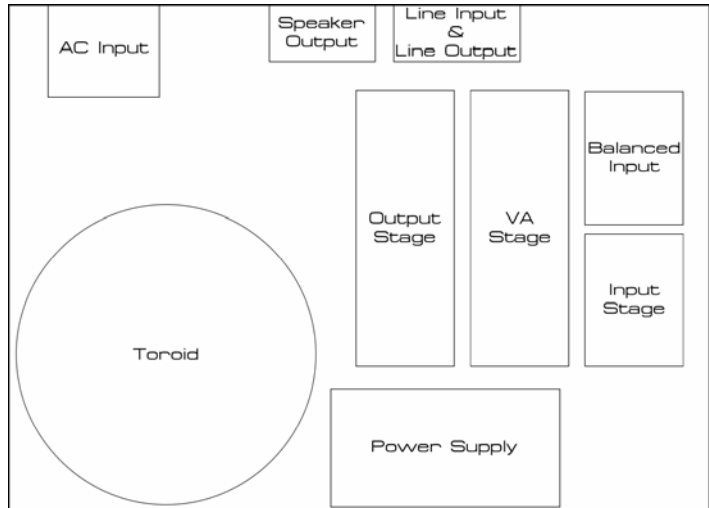 AC Input
Speaker
Output
Line Input
&
Line Output
Balanced
Input
Output
Stage
VA
Stage
Input
Stage
Toroid
Power Supply